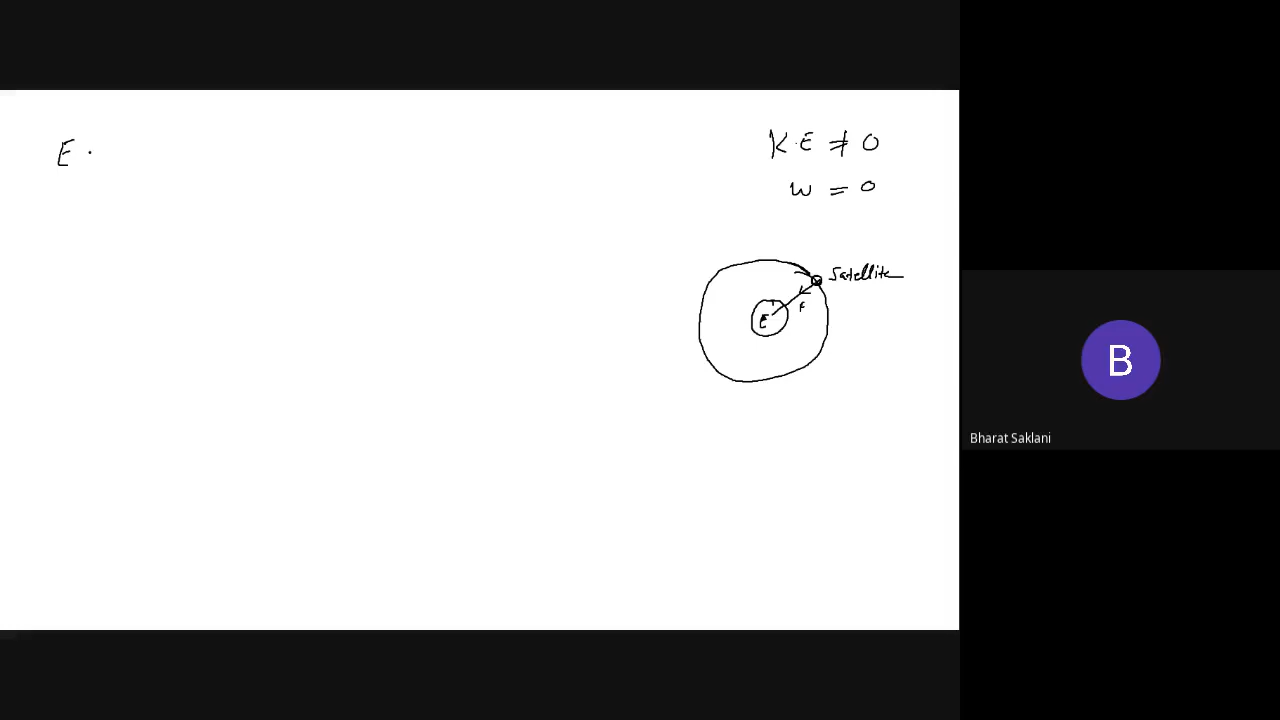 E .
K.E ≠ 0
w = 0
Satellite
F
E
B
Bharat Saklani